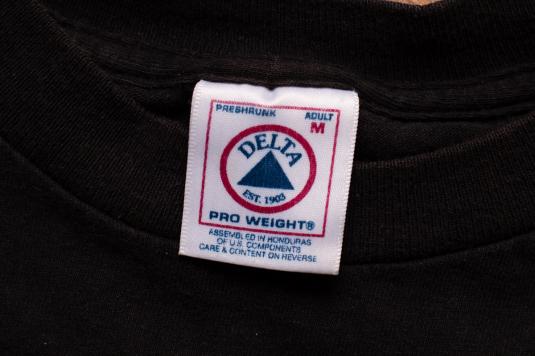 PRESHRUNK ADULT
M
DELTA
EST. 1903
PRO WEIGHT®
ASSEMBLED IN HONDURAS
OF U.S. COMPONENTS
CARE & CONTENT ON REVERSE